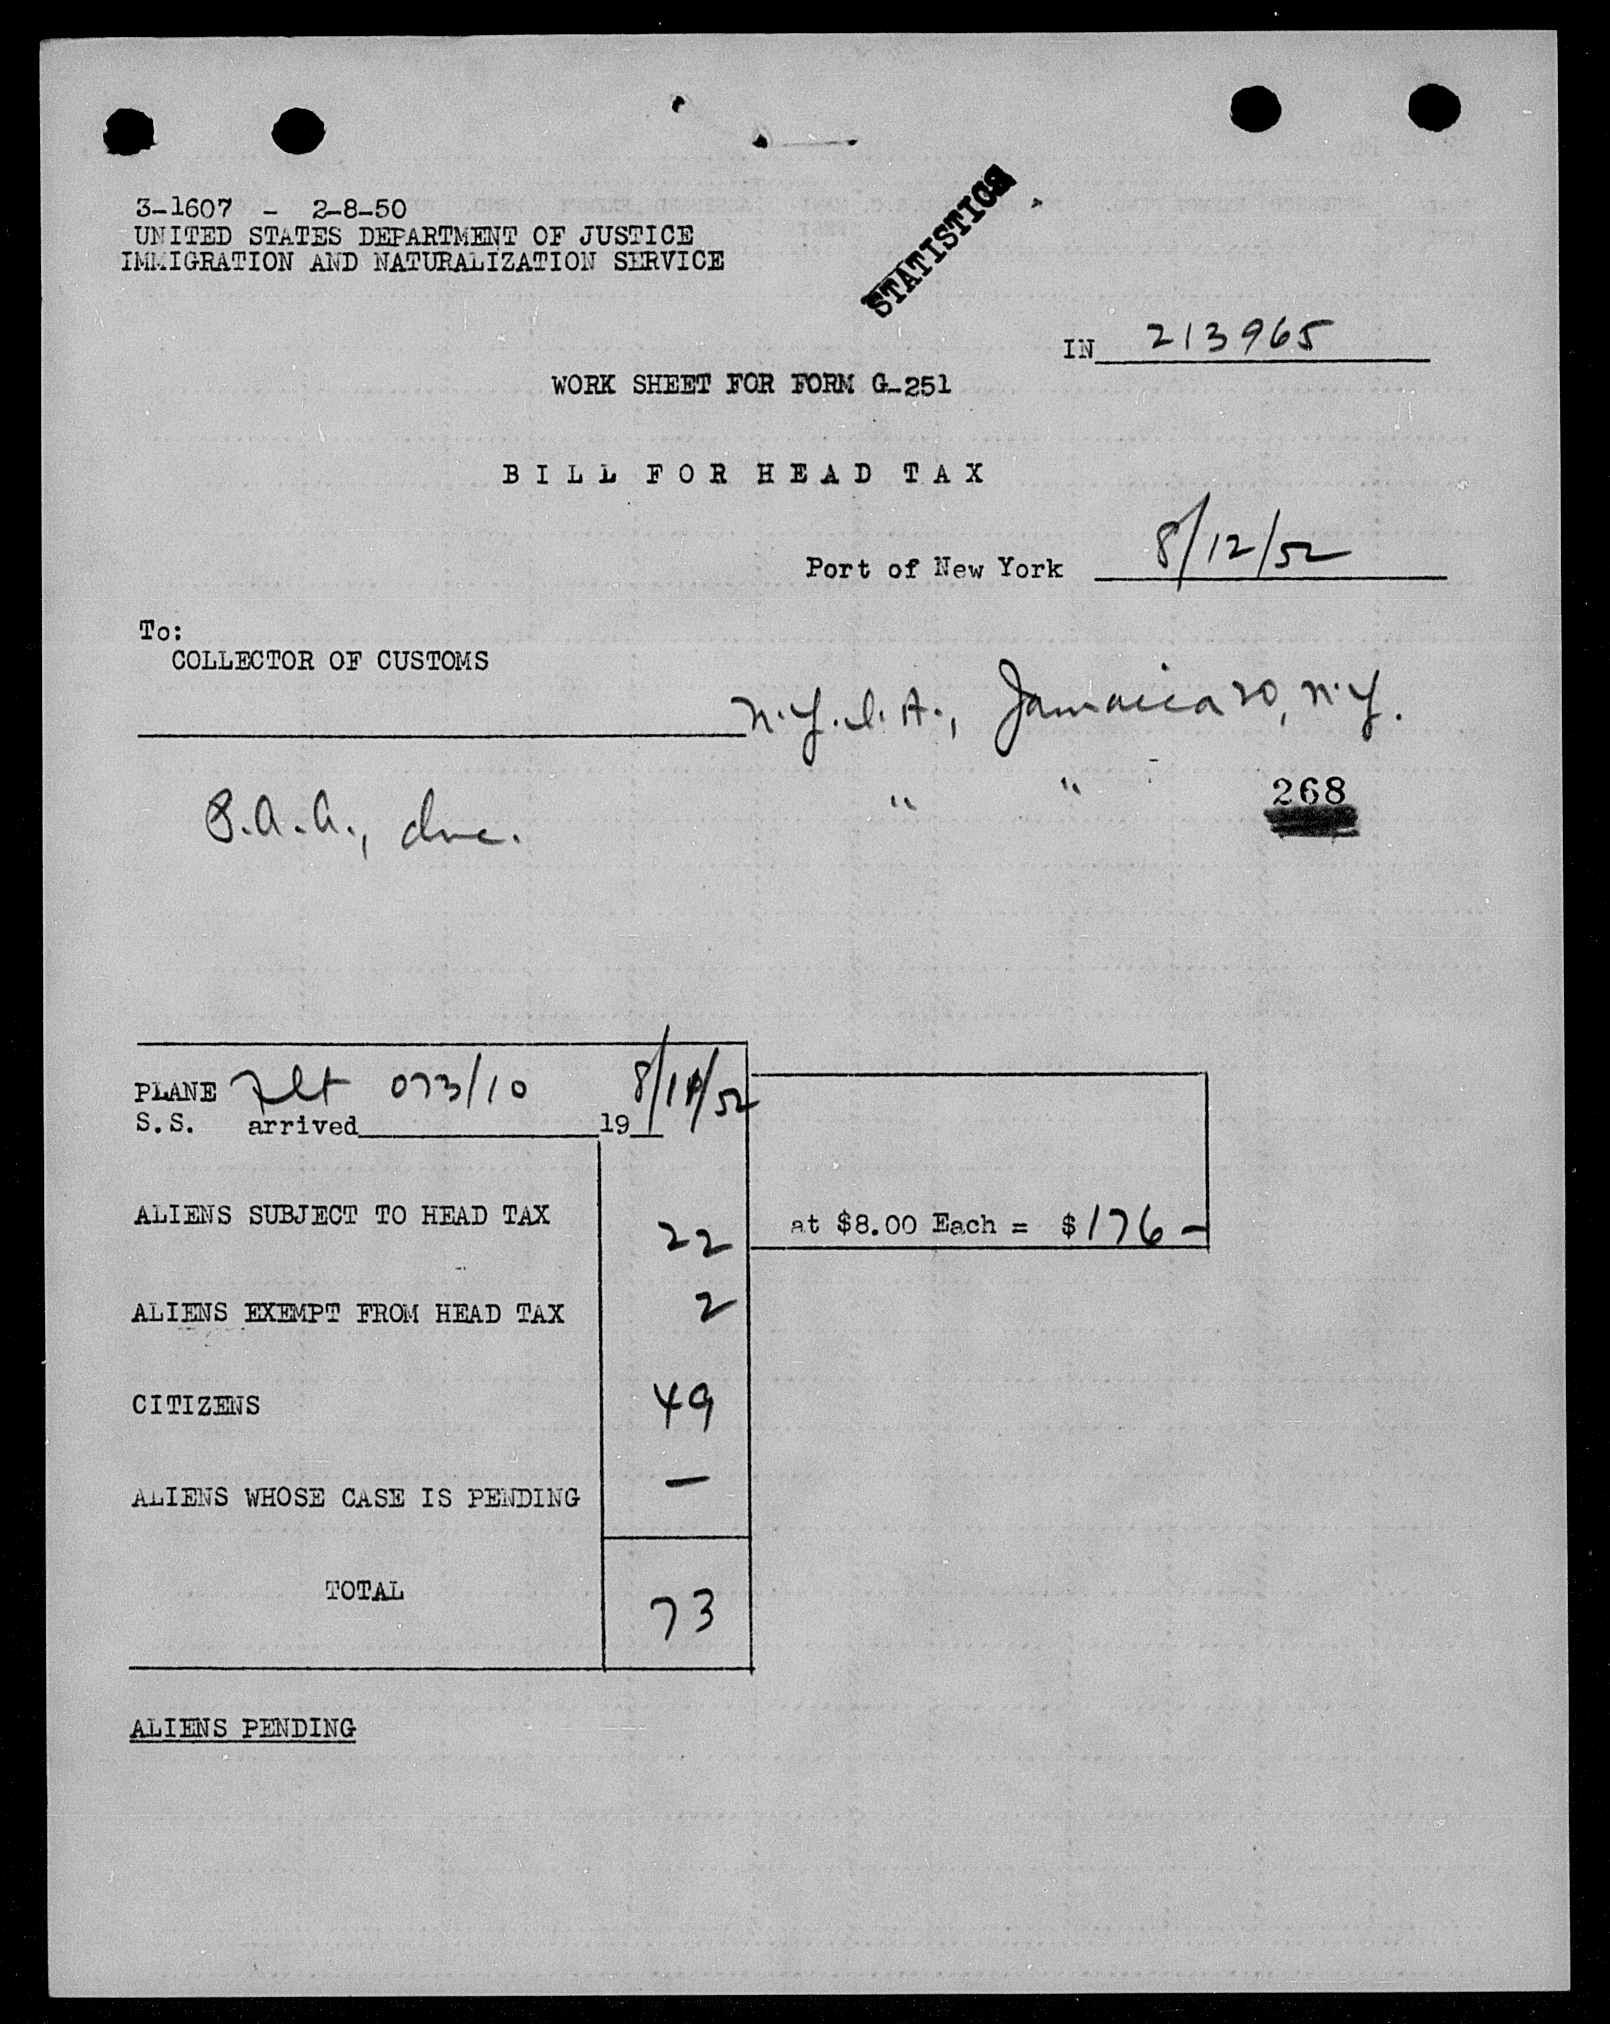 3-1607 - 2-8-50
UNITED STATES DEPARTMENT OF JUSTICE
IMMIGRATION AND NATURALIZATION SERVICE
STATISTICS
IN 213965
WORK SHEET FOR FORM G-251
BILL FOR HEAD TAX
Port of New York 8/12/52
To:
COLLECTOR OF CUSTOMS
N.Y.I.A., Jamaica 20, N.Y.
P.A.A., Inc. " "
268
PLANE Flt 073/10 8/11/52
S.S. arrived 19
ALIENS SUBJECT TO HEAD TAX 22 at $8.00 Each = $176-
ALIENS EXEMPT FROM HEAD TAX 2
CITIZENS 49
ALIENS WHOSE CASE IS PENDING —
TOTAL 73
ALIENS PENDING